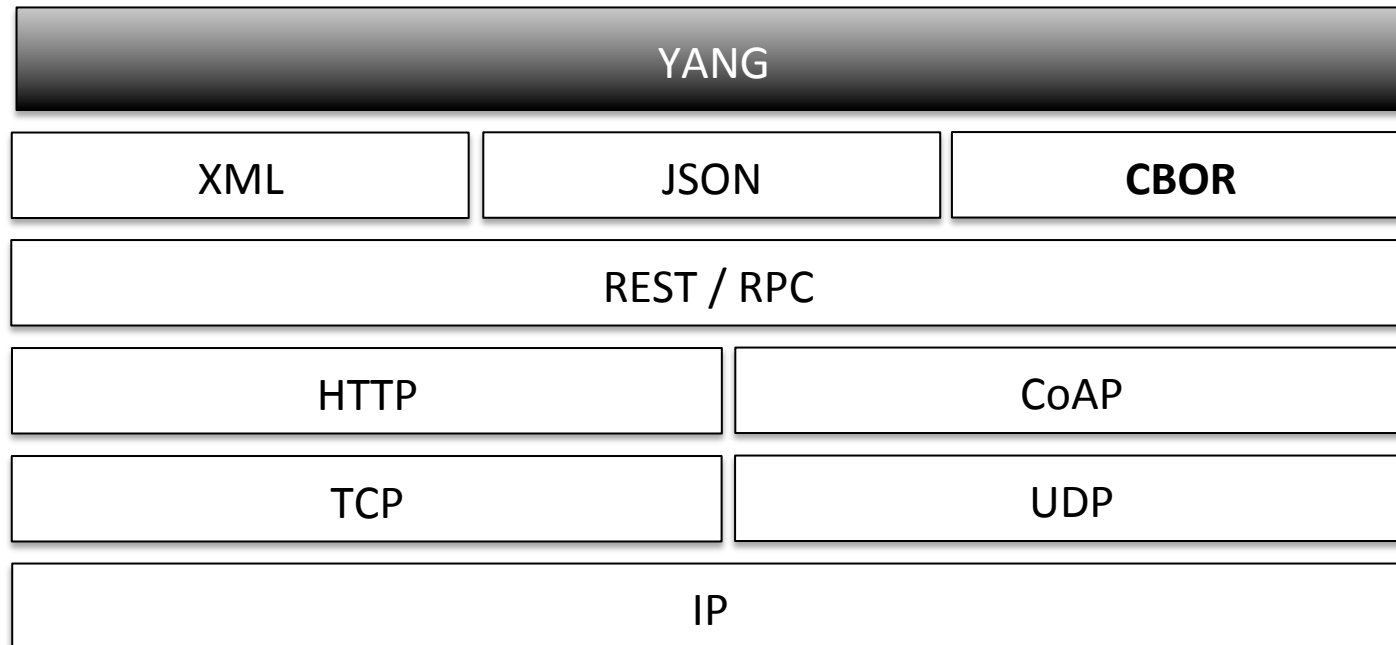 YANG
XML JSON CBOR
REST / RPC
HTTP CoAP
TCP UDP
IP